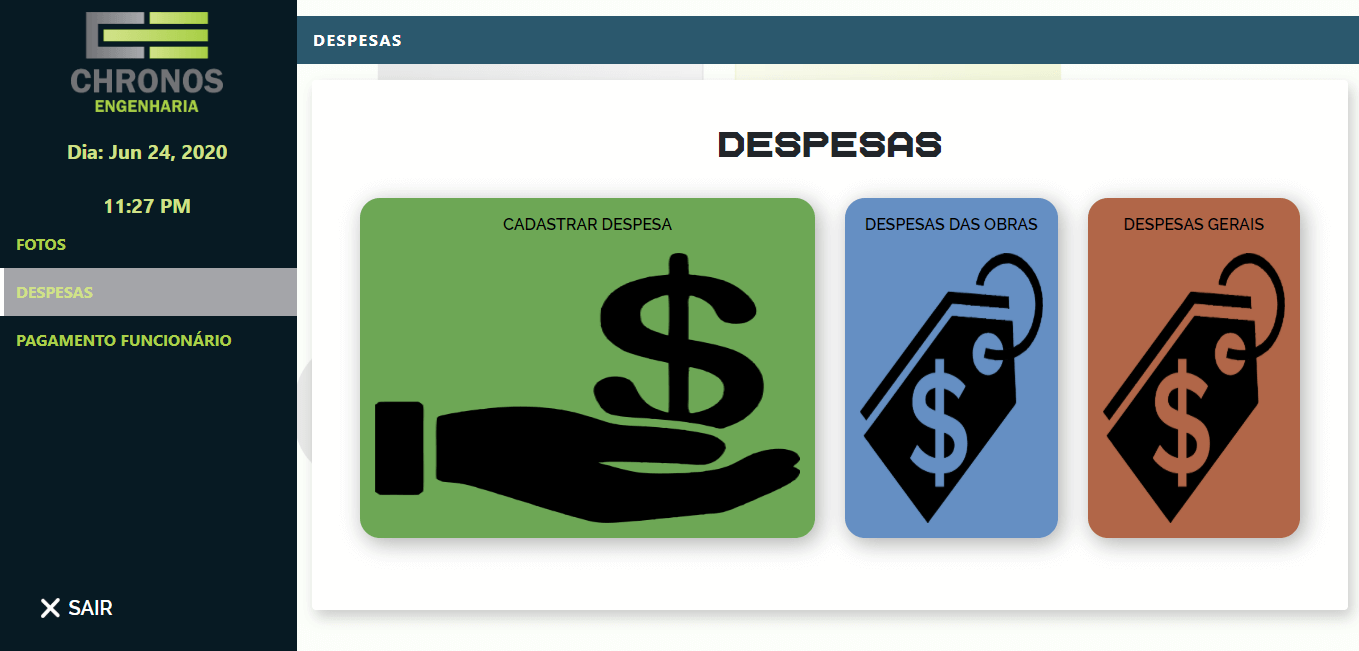 CHRONOS
ENGENHARIA
Dia: Jun 24, 2020
11:27 PM
FOTOS
DESPESAS
PAGAMENTO FUNCIONÁRIO
SAIR
DESPESAS
DESPESAS
CADASTRAR DESPESA
$
DESPESAS DAS OBRAS
$
DESPESAS GERAIS
$